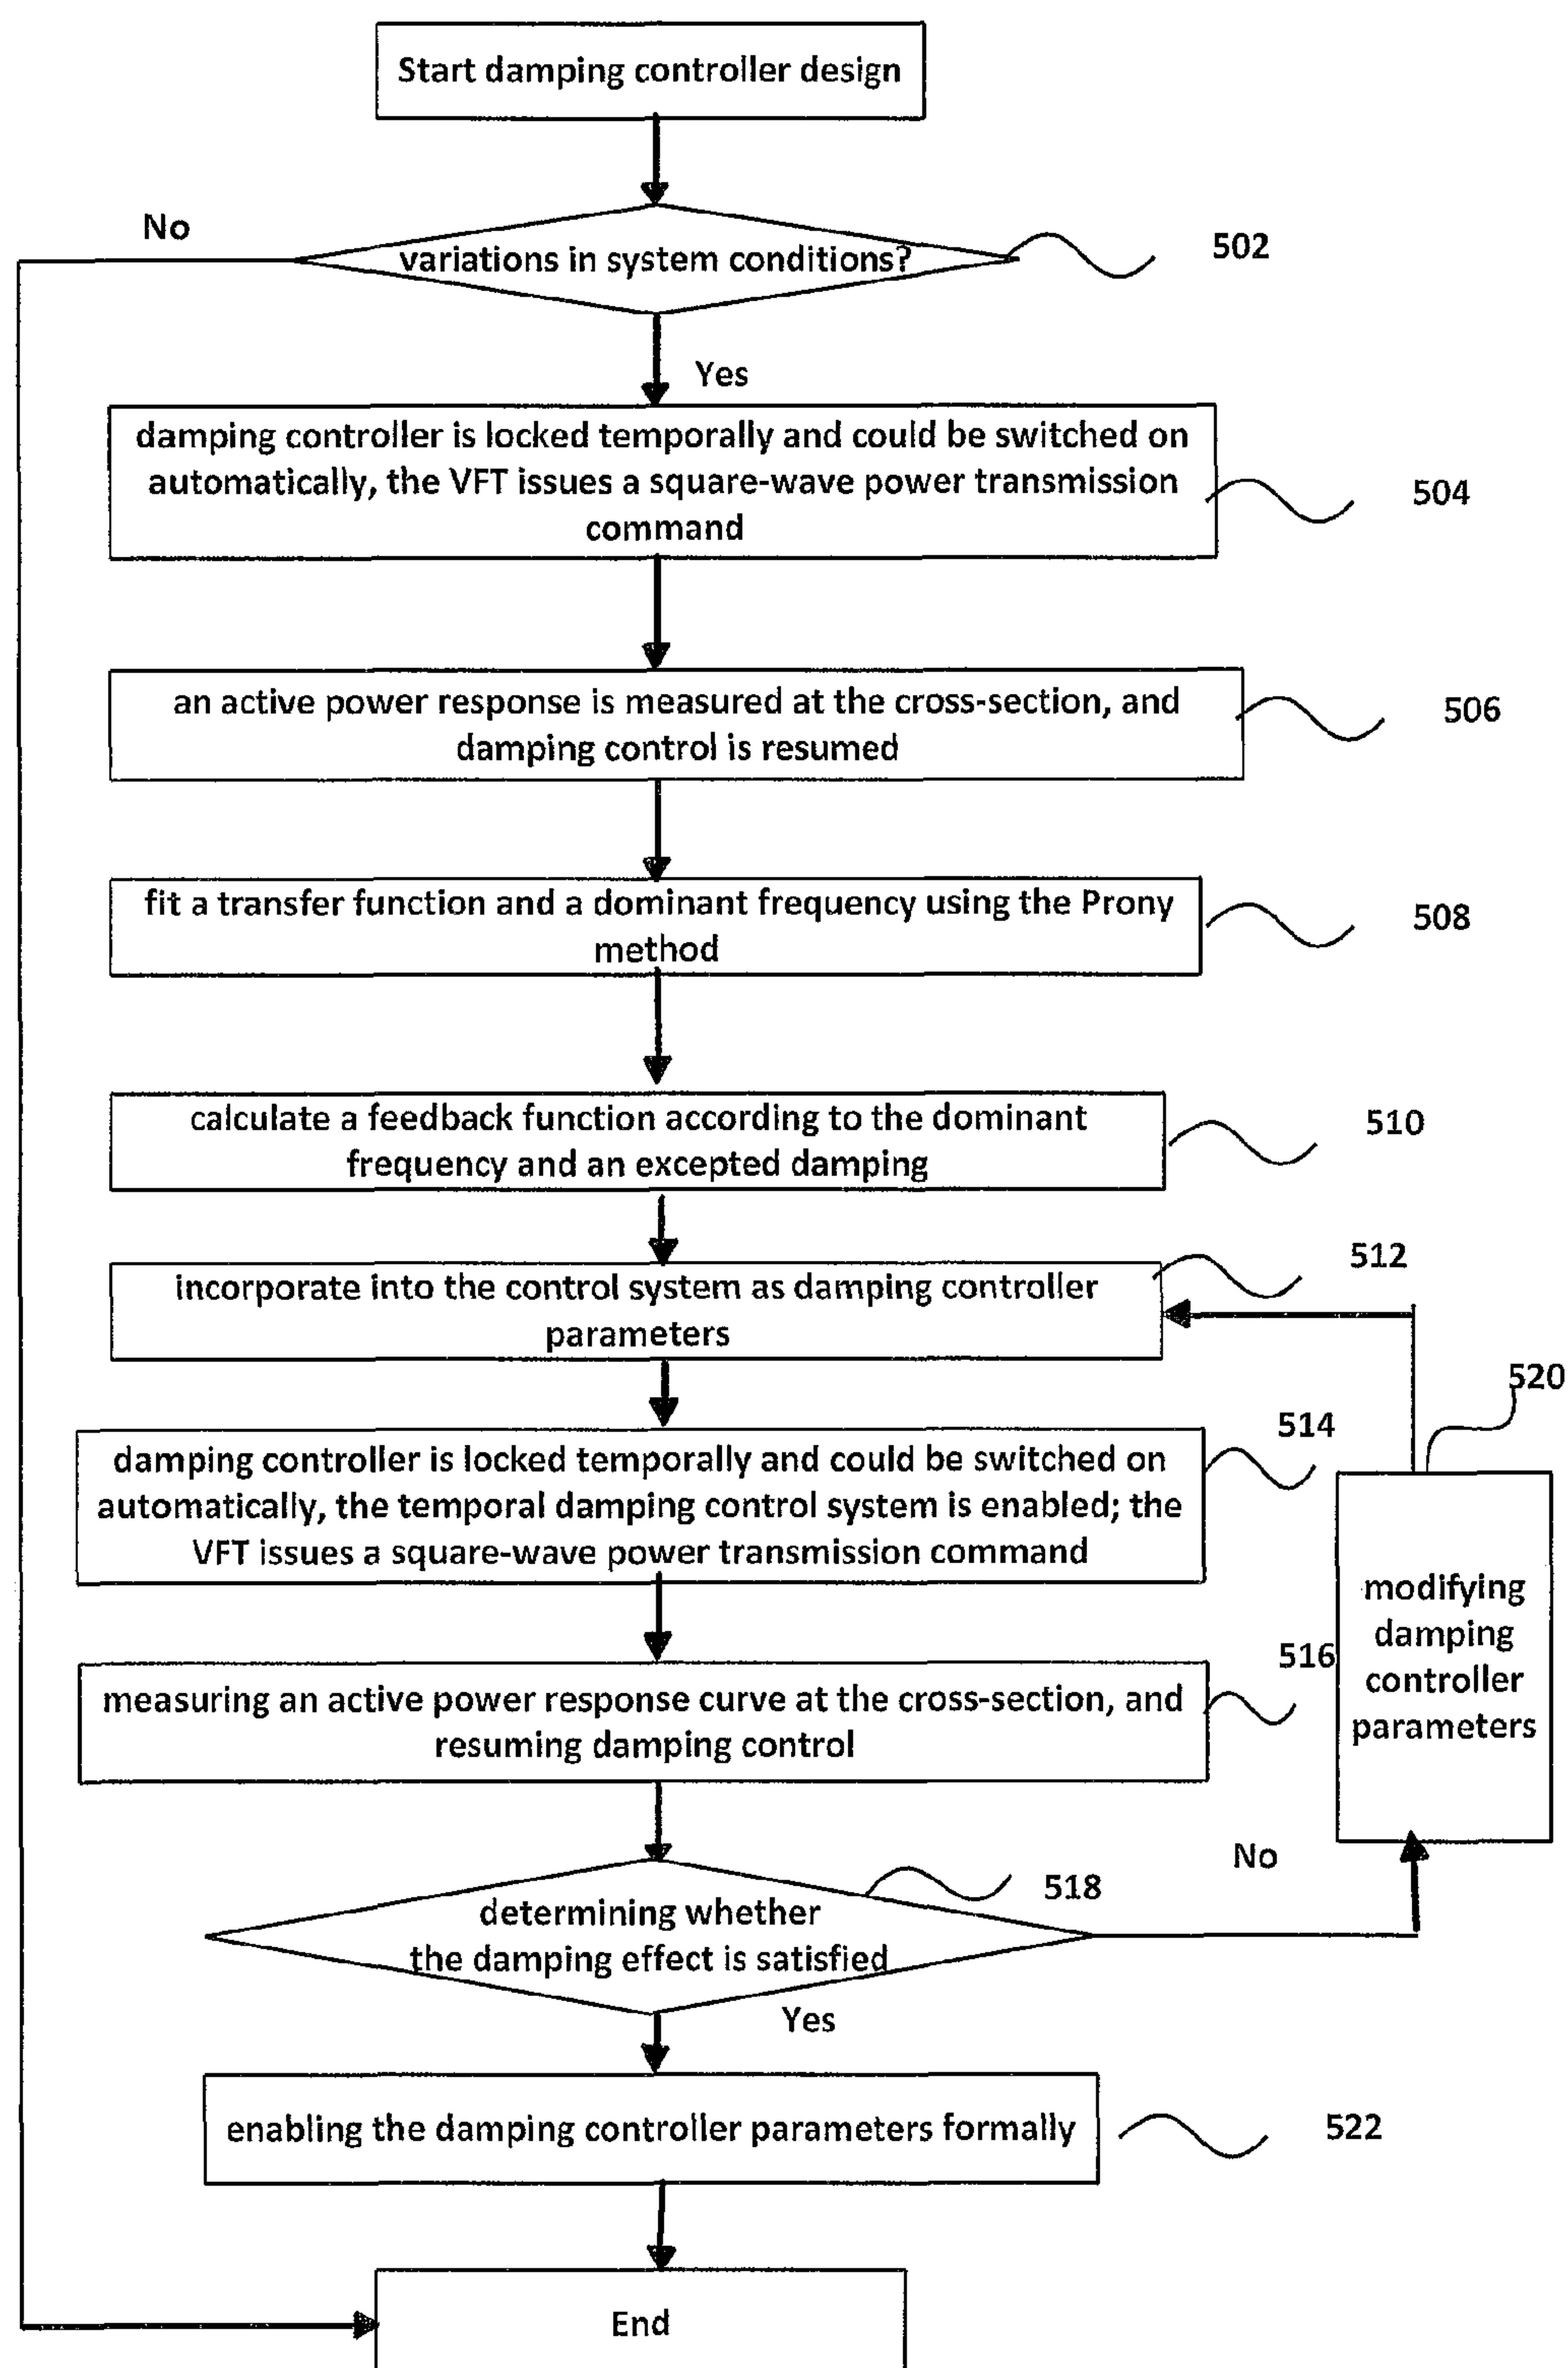 Start damping controller design
No
variations in system conditions?
502
Yes
damping controller is locked temporally and could be switched on
automatically, the VFT issues a square-wave power transmission
command
504
an active power response is measured at the cross-section, and
damping control is resumed
506
fit a transfer function and a dominant frequency using the Prony
method
508
calculate a feedback function according to the dominant
frequency and an excepted damping
510
incorporate into the control system as damping controller
parameters
512
520
damping controller is locked temporally and could be switched on
automatically, the temporal damping control system is enabled; the
VFT issues a square-wave power transmission command
514
modifying
damping
controller
parameters
measuring an active power response curve at the cross-section, and
resuming damping control
516
No
determining whether
the damping effect is satisfied
518
Yes
enabling the damping controller parameters formally
522
End